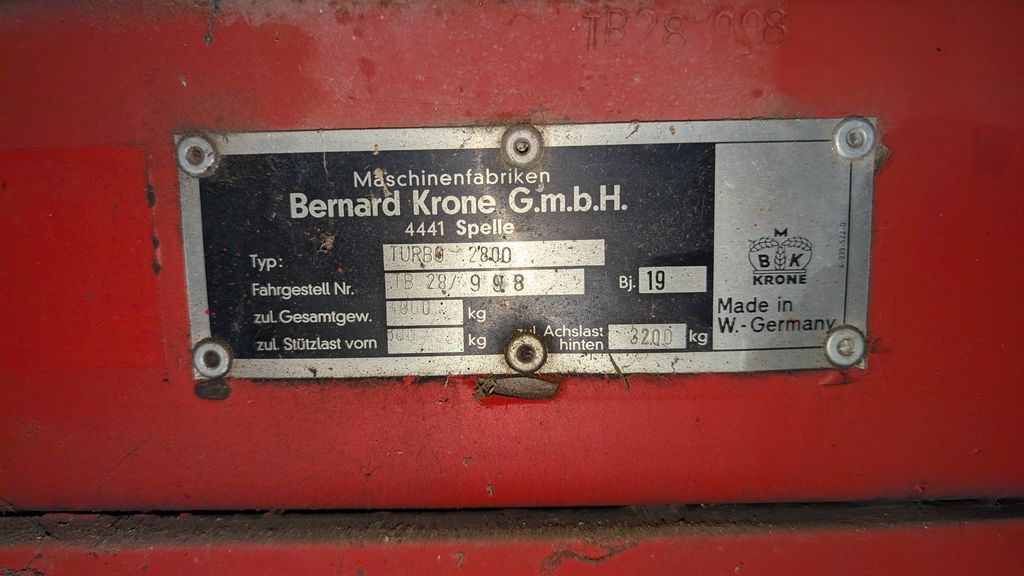 TB28 998
Maschinenfabriken
Bernard Krone G.m.b.H.
4441 Spelle
Typ: TURBO 2800
Fahrgestell Nr. TB 28/ 998 Bj. 19
zul. Gesamtgew. kg
zul. Stützlast vorn kg zul. Achslast hinten 3200 kg
M
B K
KRONE
Made in
W.-Germany